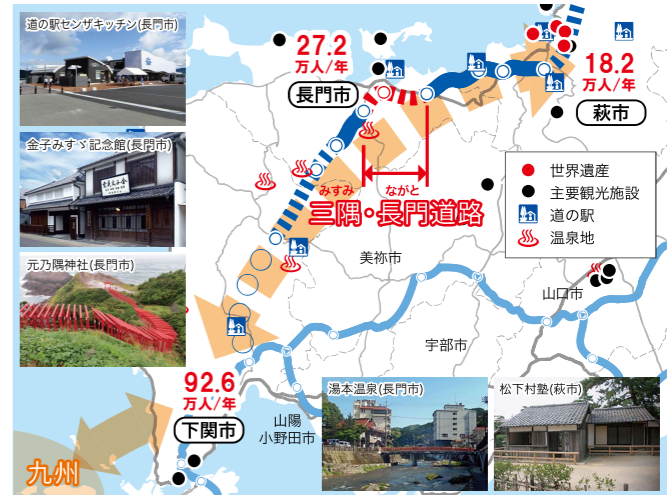 道の駅センザキッチン(長門市)
金子みすゞ記念館(長門市)
元乃隅神社(長門市)
27.2
万人/年
長門市
18.2
万人/年
萩市
世界遺産
主要観光施設
道の駅
温泉地
みすみ ながと
三隅・長門道路
美祢市
山口市
宇部市
92.6
万人/年
下関市
山陽
小野田市
九州
湯本温泉(長門市)
松下村塾(萩市)